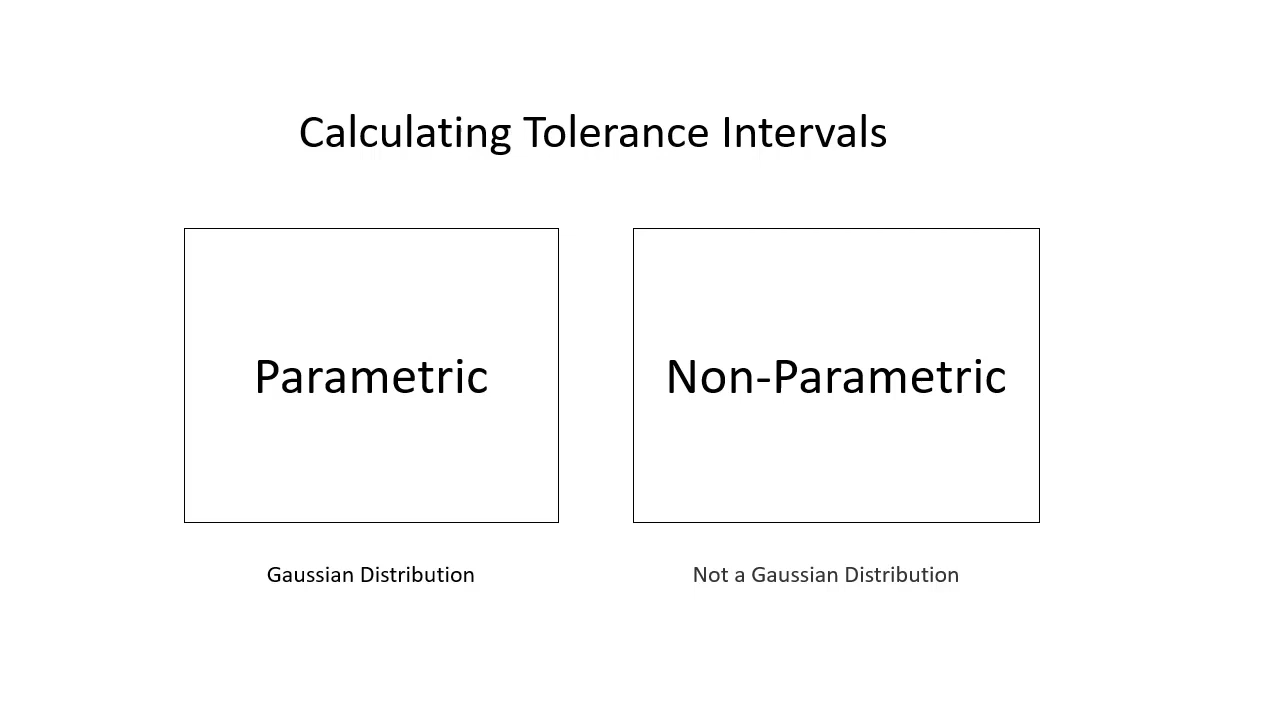 Calculating Tolerance Intervals
Parametric
Non-Parametric
Gaussian Distribution
Not a Gaussian Distribution